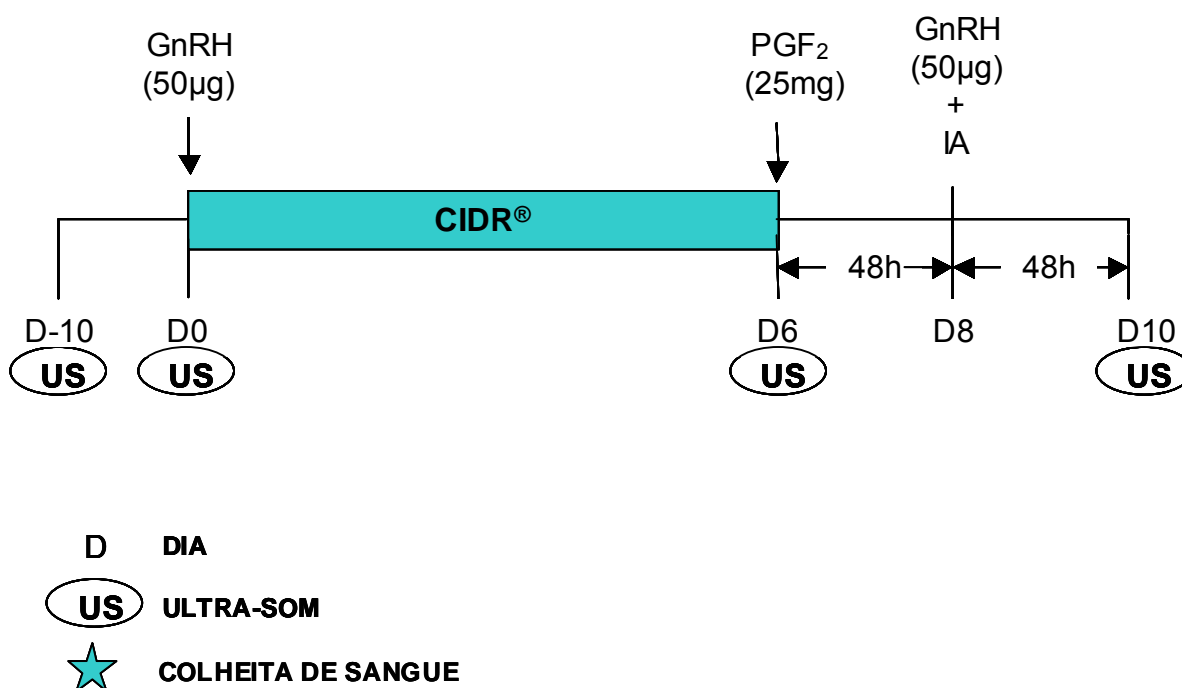 GnRH
(50µg)
PGF₂
(25mg)
GnRH
(50µg)
+
IA
CIDR®
48h
48h
D-10
D0
D6
D8
D10
US
US
US
US
D DIA
US ULTRA-SOM
COLHEITA DE SANGUE